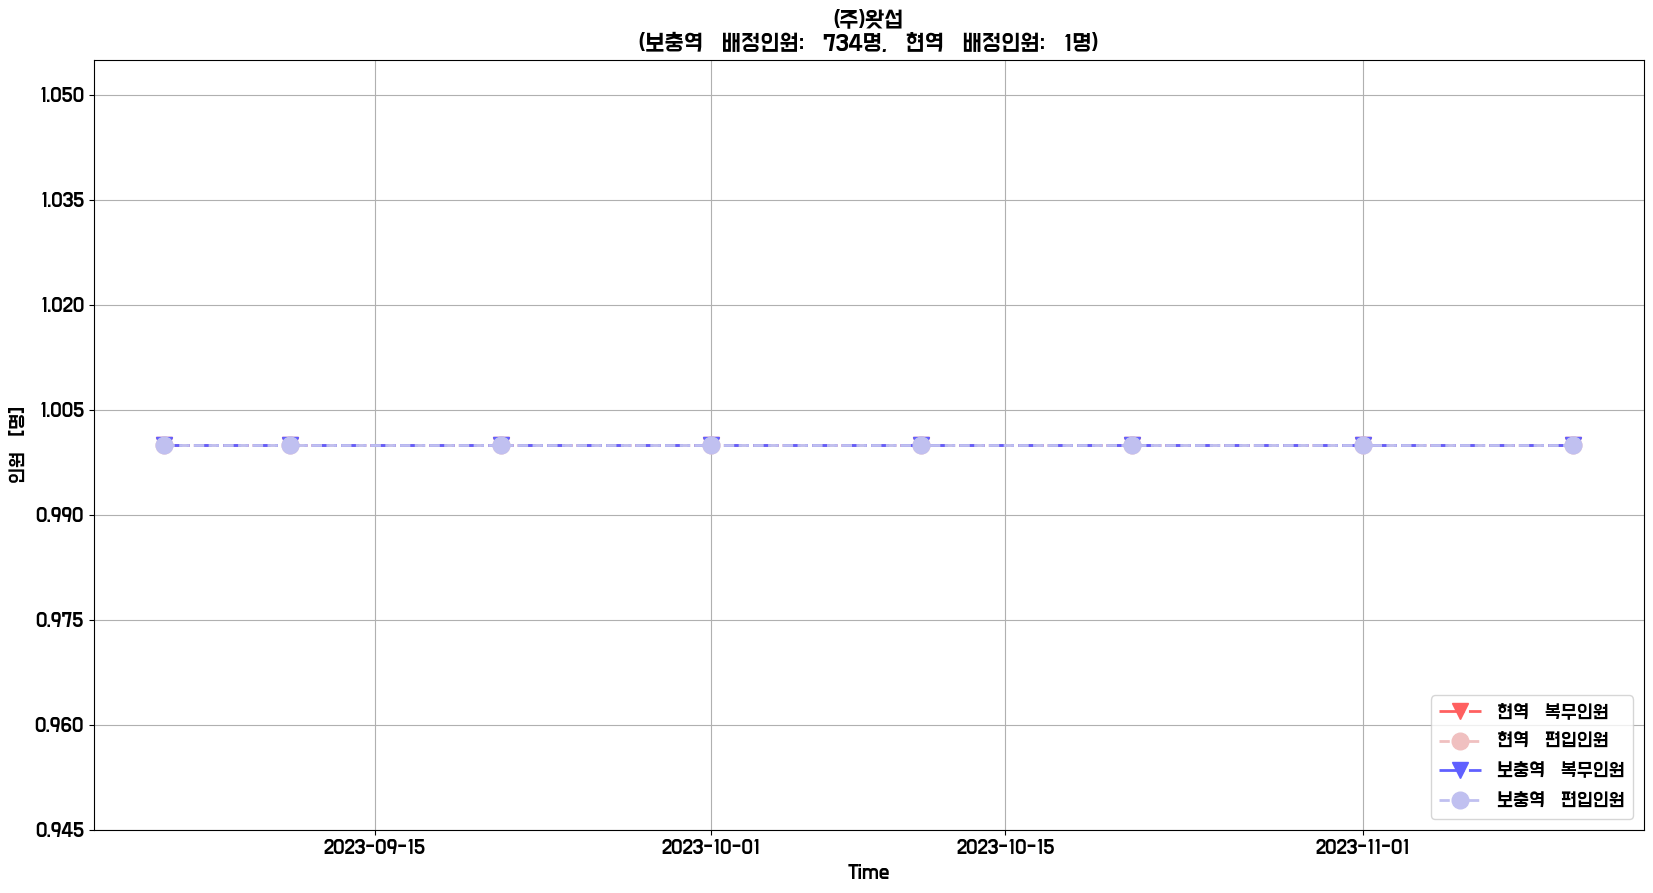 (주)왓섭
(보충역 배정인원: 734명, 현역 배정인원: 1명)
1.050
1.035
1.020
1.005
0.990
0.975
0.960
0.945
인원 [명]
2023-09-15
2023-10-01
2023-10-15
2023-11-01
Time
현역 복무인원
현역 편입인원
보충역 복무인원
보충역 편입인원